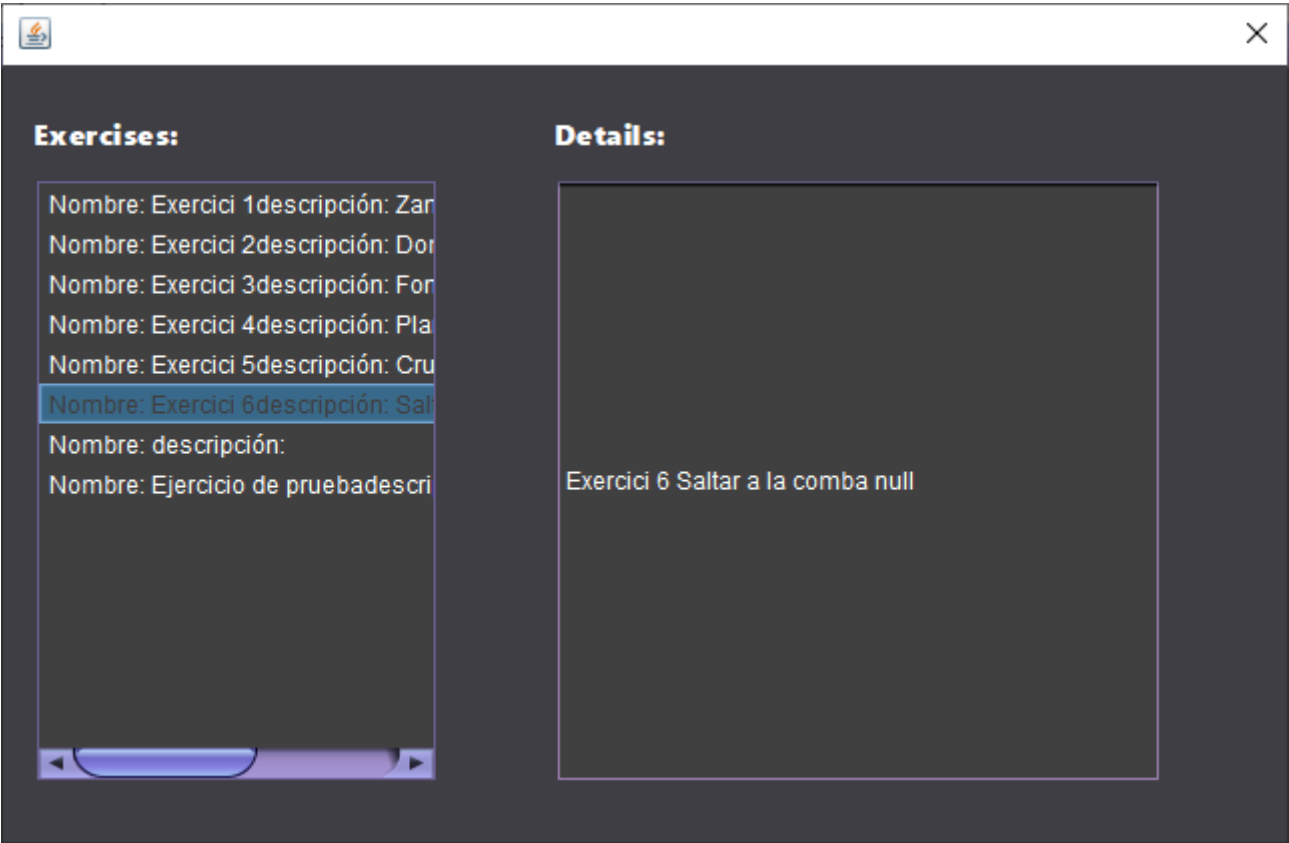 Exercises:
Details:
Nombre: Exercici 1descripción: Zan
Nombre: Exercici 2descripción: Dor
Nombre: Exercici 3descripción: For
Nombre: Exercici 4descripción: Pla
Nombre: Exercici 5descripción: Cru
Nombre: Exercici 6descripción: Salt
Nombre: descripción:
Nombre: Ejercicio de pruebadescri
Exercici 6 Saltar a la comba null